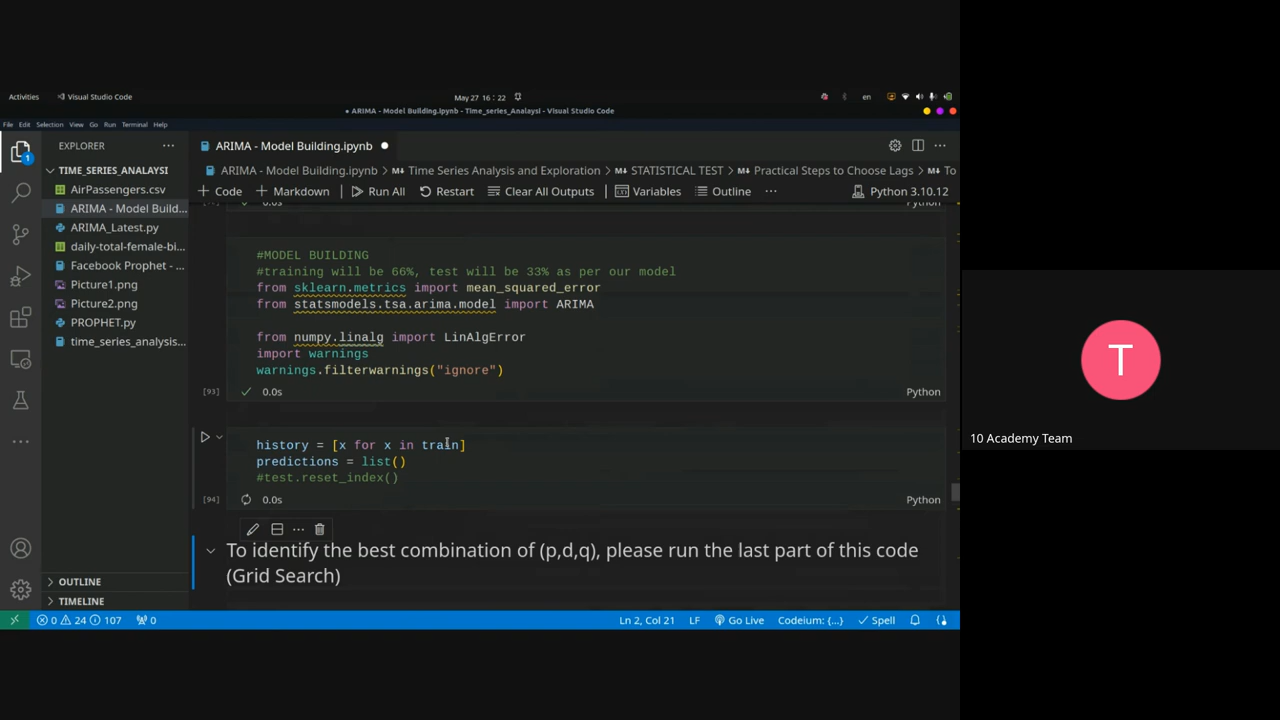 Activities
Visual Studio Code
May 27 16 : 22
en
● ARIMA - Model Building.ipynb - Time_series_Analaysi - Visual Studio Code
File Edit Selection View Go Run Terminal Help
EXPLORER
ARIMA - Model Building.ipynb
TIME_SERIES_ANALAYSI
ARIMA - Model Building.ipynb > Time Series Analysis and Exploration > STATISTICAL TEST > Practical Steps to Choose Lags > To
AirPassengers.csv
+ Code + Markdown Run All Restart Clear All Outputs Variables Outline ... Python 3.10.12
ARIMA - Model Build...
ARIMA_Latest.py
daily-total-female-bi...
Facebook Prophet - ...
Picture1.png
Picture2.png
PROPHET.py
time_series_analysis...
#MODEL BUILDING
#training will be 66%, test will be 33% as per our model
from sklearn.metrics import mean_squared_error
from statsmodels.tsa.arima.model import ARIMA
from numpy.linalg import LinAlgError
import warnings
warnings.filterwarnings("ignore")
[93] 0.0s Python
history = [x for x in train]
predictions = list()
#test.reset_index()
[94] 0.0s Python
To identify the best combination of (p,d,q), please run the last part of this code
(Grid Search)
OUTLINE
TIMELINE
0 24 107 0
Ln 2, Col 21 LF Go Live Codeium: {...} Spell
1
T
10 Academy Team